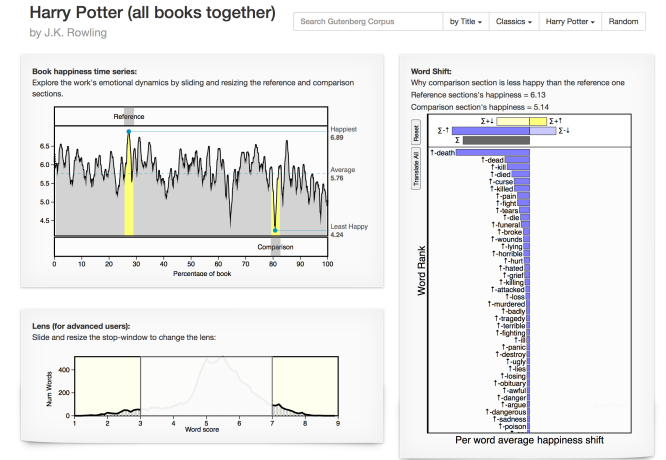 Harry Potter (all books together)
by J.K. Rowling
Search Gutenberg Corpus
by Title
Classics
Harry Potter
Random
Book happiness time series:
Explore the work's emotional dynamics by sliding and resizing the reference and comparison
sections.
Reference
Happiest
6.89
Average
5.76
Least Happy
4.24
6.5
6.0
5.5
5.0
4.5
Comparison
0 10 20 30 40 50 60 70 80 90 100
Percentage of book
Lens (for advanced users):
Slide and resize the stop-window to change the lens:
Num Words
400
200
0
1 2 3 4 5 6 7 8 9
Word score
Word Shift:
Why comparison section is less happy than the reference one
Reference section's happiness = 6.13
Comparison section's happiness = 5.14
Reset
Translate All
Σ+↓ Σ+↑
Σ-↑ Σ-↓
Σ
Word Rank
↑-death
↑-dead
↑-kill
↑-died
↑-curse
↑-killed
↑-pain
↑-fight
↑-tears
↑-die
↑-funeral
↑-broke
↑-wounds
↑-lying
↑-horrible
↑-hurt
↑-hated
↑-grief
↑-killing
↑-attacked
↑-loss
↑-murdered
↑-badly
↑-tragedy
↑-terrible
↑-fighting
↑-ill
↑-panic
↑-destroy
↑-ugly
↑-lies
↑-losing
↑-obituary
↑-awful
↑-danger
↑-argue
↑-dangerous
↑-sadness
↑-poison
Per word average happiness shift